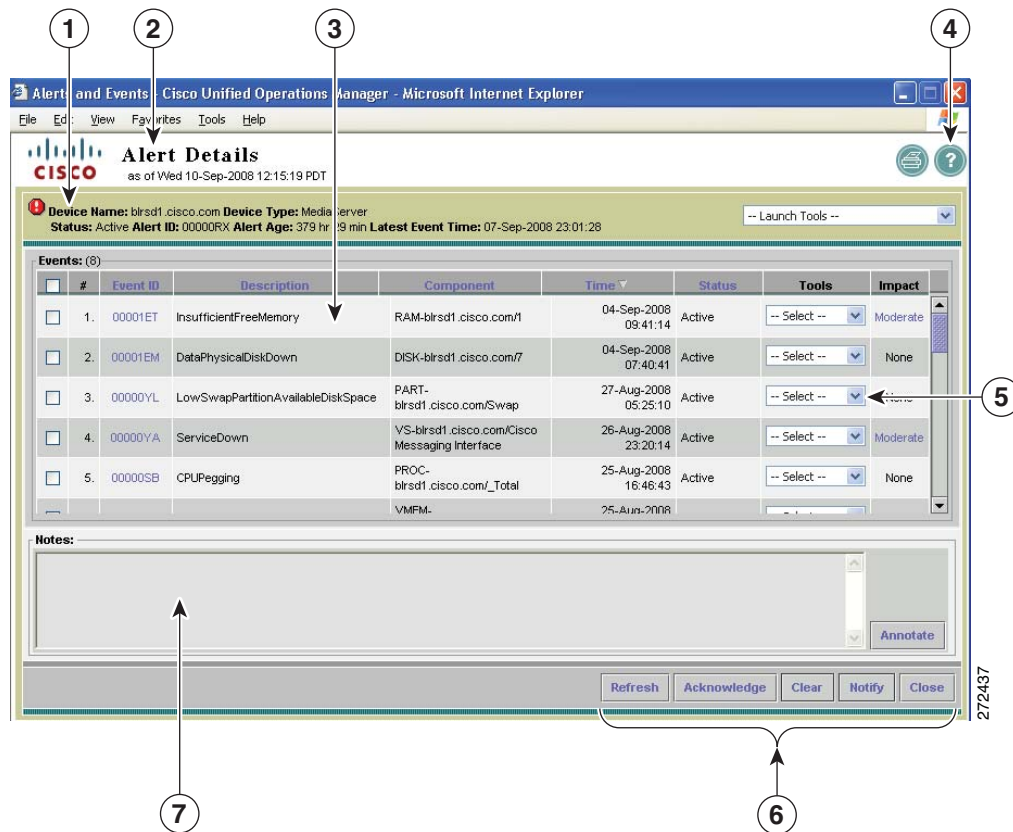 1 2 3 4
Alerts and Events - Cisco Unified Operations Manager - Microsoft Internet Explorer
File Edit View Favorites Tools Help
CISCO
Alert Details
as of Wed 10-Sep-2008 12:15:19 PDT
?
Device Name: blrsd1.cisco.com Device Type: MediaServer
-- Launch Tools --
Status: Active Alert ID: 00000RX Alert Age: 379 hr 29 min Latest Event Time: 07-Sep-2008 23:01:28
Events: (8)
# Event ID Description Component Time Status Tools Impact
1. 00001ET InsufficientFreeMemory RAM-blrsd1.cisco.com/1 04-Sep-2008 09:41:14 Active -- Select -- Moderate
2. 00001EM DataPhysicalDiskDown DISK-blrsd1.cisco.com/7 04-Sep-2008 07:40:41 Active -- Select -- None
3. 00000YL LowSwapPartitionAvailableDiskSpace PART-blrsd1.cisco.com/Swap 27-Aug-2008 05:25:10 Active -- Select -- None
5
4. 00000YA ServiceDown VS-blrsd1.cisco.com/Cisco Messaging Interface 26-Aug-2008 23:20:14 Active -- Select -- Moderate
5. 00000SB CPUPegging PROC-blrsd1.cisco.com/_Total 25-Aug-2008 16:46:43 Active -- Select -- None
VMEM- 25-Aug-2008
Notes:
Annotate
Refresh Acknowledge Clear Notify Close
272437
7 6